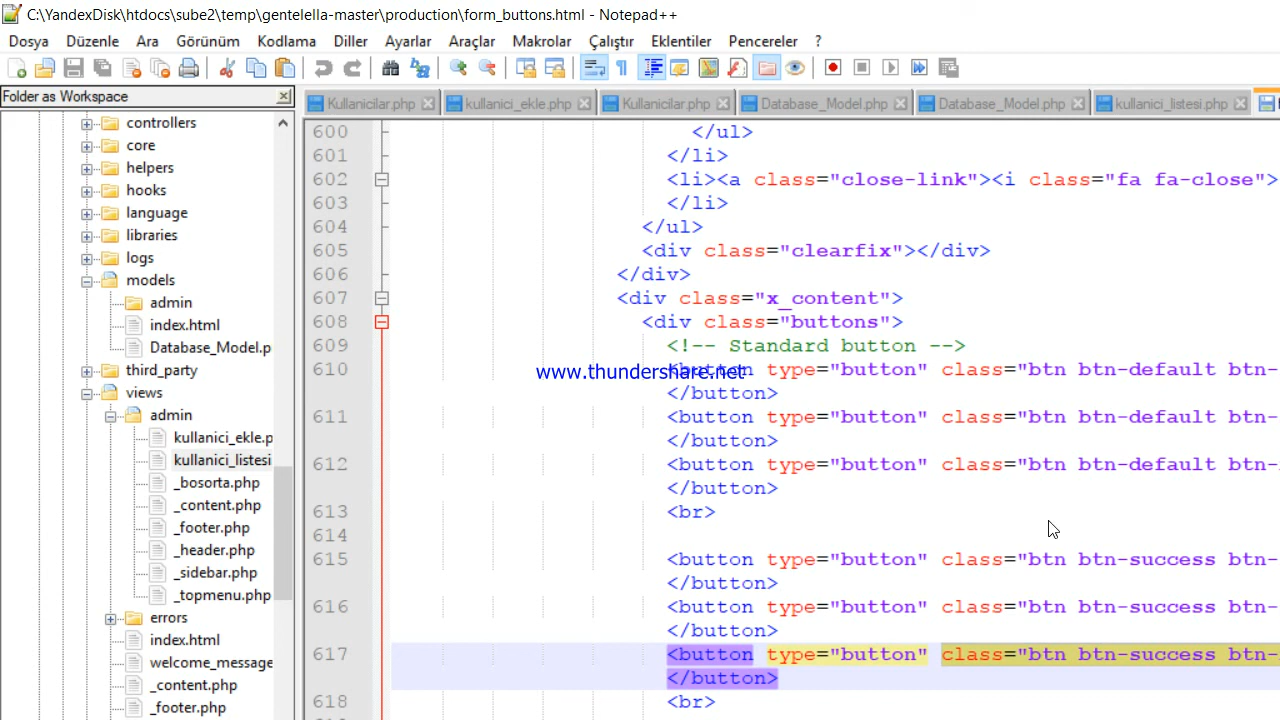 C:\YandexDisk\htdocs\sube2\temp\gentelella-master\production\form_buttons.html - Notepad++
Dosya Düzenle Ara Görünüm Kodlama Diller Ayarlar Araçlar Makrolar Çalıştır Eklentiler Pencereler ?
Folder as Workspace
Kullanicilar.php kullanici_ekle.php Kullanicilar.php Database_Model.php Database_Model.php kullanici_listesi.php
controllers
core
helpers
hooks
language
libraries
logs
models
admin
index.html
Database_Model.p
third_party
views
admin
kullanici_ekle.p
kullanici_listesi
_bosorta.php
_content.php
_footer.php
_header.php
_sidebar.php
_topmenu.php
errors
index.html
welcome_message
_content.php
_footer.php
600 </ul>
601 </li>
602 <li><a class="close-link"><i class="fa fa-close">
603 </li>
604 </ul>
605 <div class="clearfix"></div>
606 </div>
607 <div class="x_content">
608 <div class="buttons">
609 <!-- Standard button -->
610 <button type="button" class="btn btn-default btn-
www.thundershare.net
</button>
611 <button type="button" class="btn btn-default btn-
</button>
612 <button type="button" class="btn btn-default btn-
</button>
613 <br>
614
615 <button type="button" class="btn btn-success btn-
</button>
616 <button type="button" class="btn btn-success btn-
</button>
617 <button type="button" class="btn btn-success btn-
</button>
618 <br>